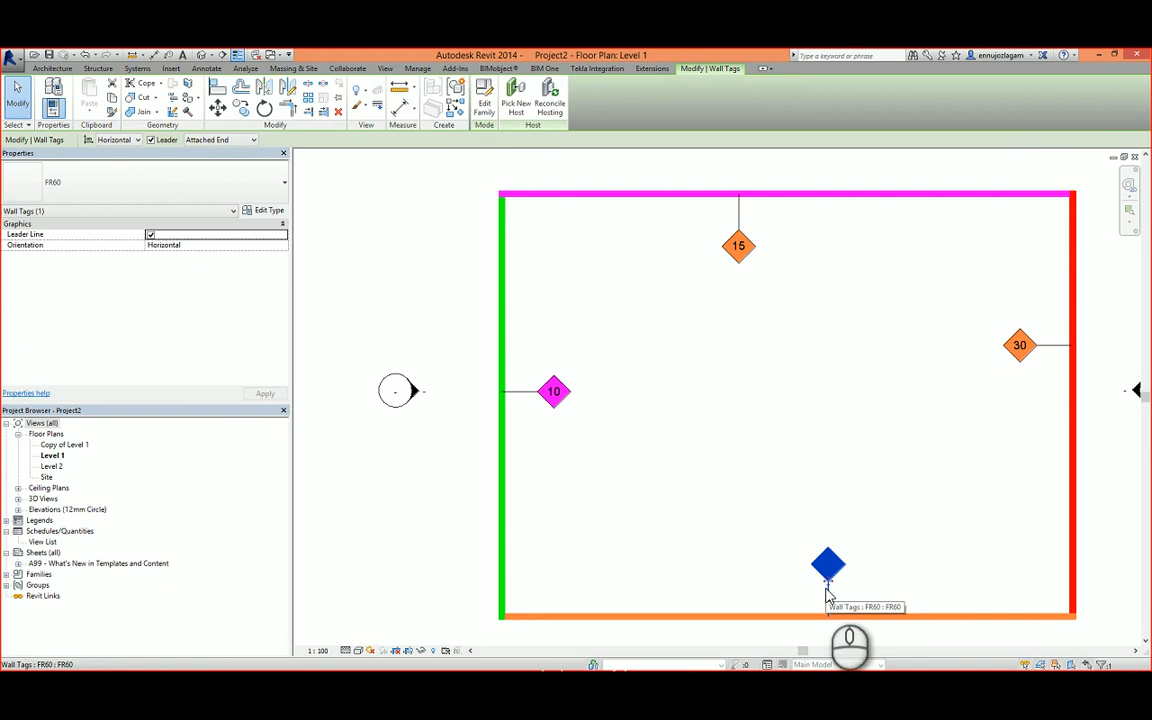 Autodesk Revit 2014 - Project2 - Floor Plan: Level 1
Type a keyword or phrase
ennujozlagam
Architecture Structure Systems Insert Annotate Analyze Massing & Site Collaborate View Manage Add-Ins BIMobject® BIM One Tekla Integration Extensions Modify | Wall Tags
Modify
Paste
Cope
Cut
Join
Edit Family
Pick New Host
Reconcile Hosting
Select Properties Clipboard Geometry Modify View Measure Create Mode Host
Modify | Wall Tags Horizontal Leader Attached End
Properties
FR60
Wall Tags (1) Edit Type
Graphics
Leader Line
Orientation Horizontal
Properties help Apply
Project Browser - Project2
Views (all)
Floor Plans
Copy of Level 1
Level 1
Level 2
Site
Ceiling Plans
3D Views
Elevations (12mm Circle)
Legends
Schedules/Quantities
View List
Sheets (all)
A99 - What's New in Templates and Content
Families
Groups
Revit Links
15
30
10
Wall Tags : FR60 : FR60
1 : 100
Wall Tags : FR60 : FR60
:0
Main Model
:1